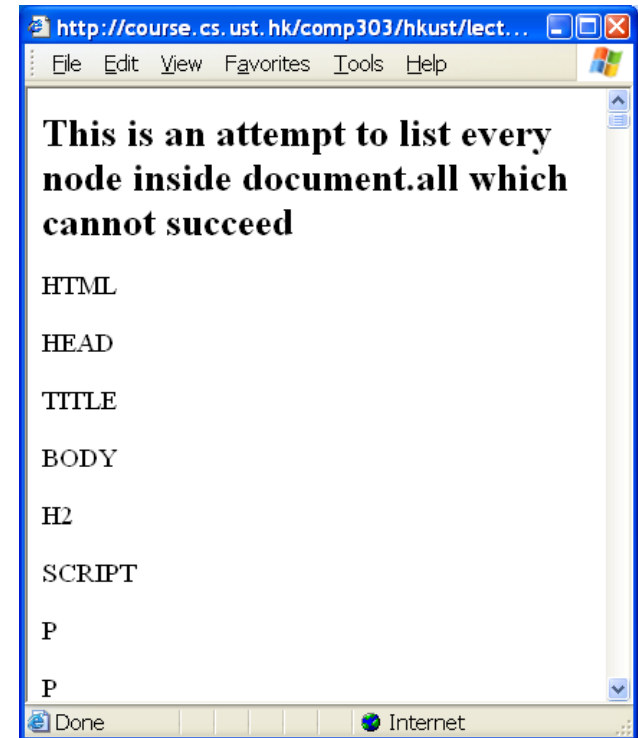 http://course.cs.ust.hk/comp303/hkust/lect...
File Edit View Favorites Tools Help
This is an attempt to list every
node inside document.all which
cannot succeed
HTML
HEAD
TITLE
BODY
H2
SCRIPT
P
P
Done Internet